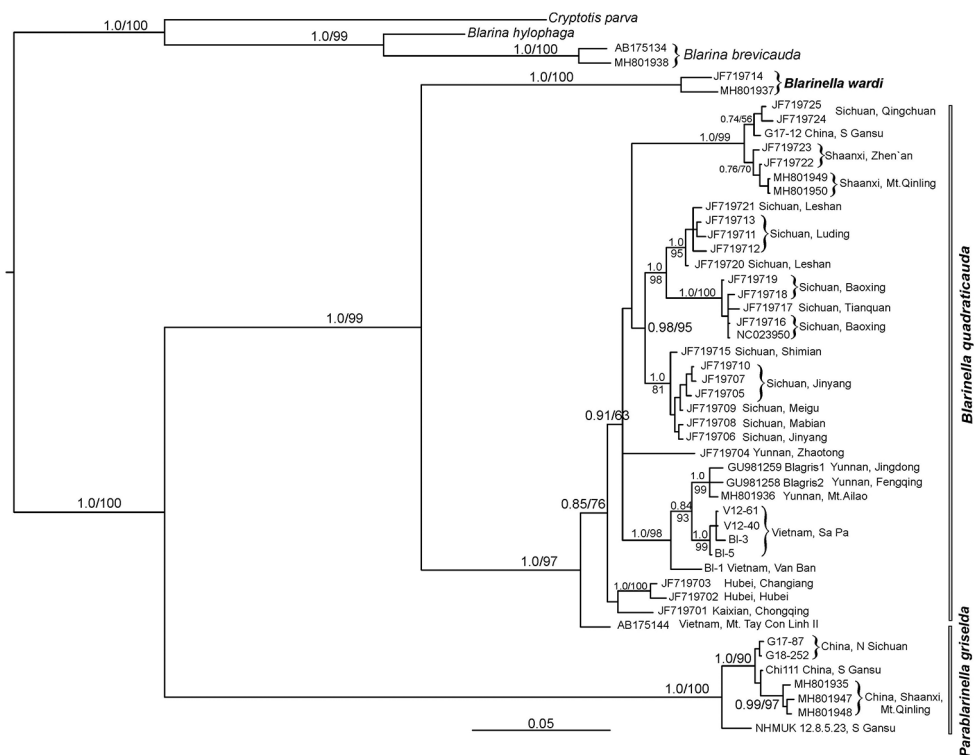 Cryptotis parva
1.0/100
Blarina hylophaga
1.0/99
AB175134
1.0/100
Blarina brevicauda
MH801938
JF719714
1.0/100
Blarinella wardi
MH801937
JF719725
Sichuan, Qingchuan
JF719724
0.74/56
G17-12 China, S Gansu
1.0/99
JF719723
Shaanxi, Zhen`an
JF719722
0.76/70
MH801949
Shaanxi, Mt.Qinling
MH801950
JF719721 Sichuan, Leshan
JF719713
JF719711
Sichuan, Luding
JF719712
1.0
95
JF719720 Sichuan, Leshan
1.0
98
JF719719
Sichuan, Baoxing
JF719718
1.0/100
JF719717 Sichuan, Tianquan
JF719716
Sichuan, Baoxing
NC023950
0.98/95
1.0/99
JF719715 Sichuan, Shimian
JF719710
JF19707
Sichuan, Jinyang
JF719705
1.0
81
JF719709 Sichuan, Meigu
JF719708 Sichuan, Mabian
JF719706 Sichuan, Jinyang
0.91/63
JF719704 Yunnan, Zhaotong
GU981259 Blagris1 Yunnan, Jingdong
1.0
99
GU981258 Blagris2 Yunnan, Fengqing
MH801936 Yunnan, Mt.Ailao
0.84
93
V12-61
V12-40
Vietnam, Sa Pa
BI-3
BI-5
1.0
99
1.0/98
BI-1 Vietnam, Van Ban
0.85/76
1.0/100
JF719703 Hubei, Changiang
JF719702 Hubei, Hubei
JF719701 Kaixian, Chongqing
1.0/97
AB175144 Vietnam, Mt. Tay Con Linh II
Blarinella quadraticauda
1.0/100
G17-87
China, N Sichuan
G18-252
1.0/90
Chi111 China, S Gansu
MH801935
MH801947
China, Shaanxi,
Mt.Qinling
MH801948
0.99/97
1.0/100
NHMUK 12.8.5.23, S Gansu
Parablarinella griselda
0.05